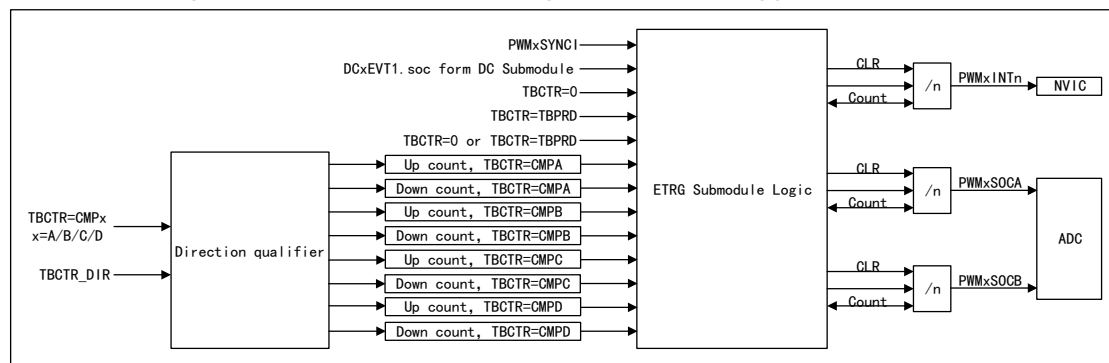 PWMxSYNCI
DCxEVT1.soc form DC Submodule
TBCTR=0
TBCTR=TBPRD
TBCTR=0 or TBCTR=TBPRD
TBCTR=CMPx
x=A/B/C/D
TBCTR_DIR
Direction qualifier
Up count, TBCTR=CMPA
Down count, TBCTR=CMPA
Up count, TBCTR=CMPB
Down count, TBCTR=CMPB
Up count, TBCTR=CMPC
Down count, TBCTR=CMPC
Up count, TBCTR=CMPD
Down count, TBCTR=CMPD
ETRG Submodule Logic
CLR
Count
/n
PWMxINTn
NVIC
CLR
Count
/n
PWMxSOCA
CLR
Count
/n
PWMxSOCB
ADC